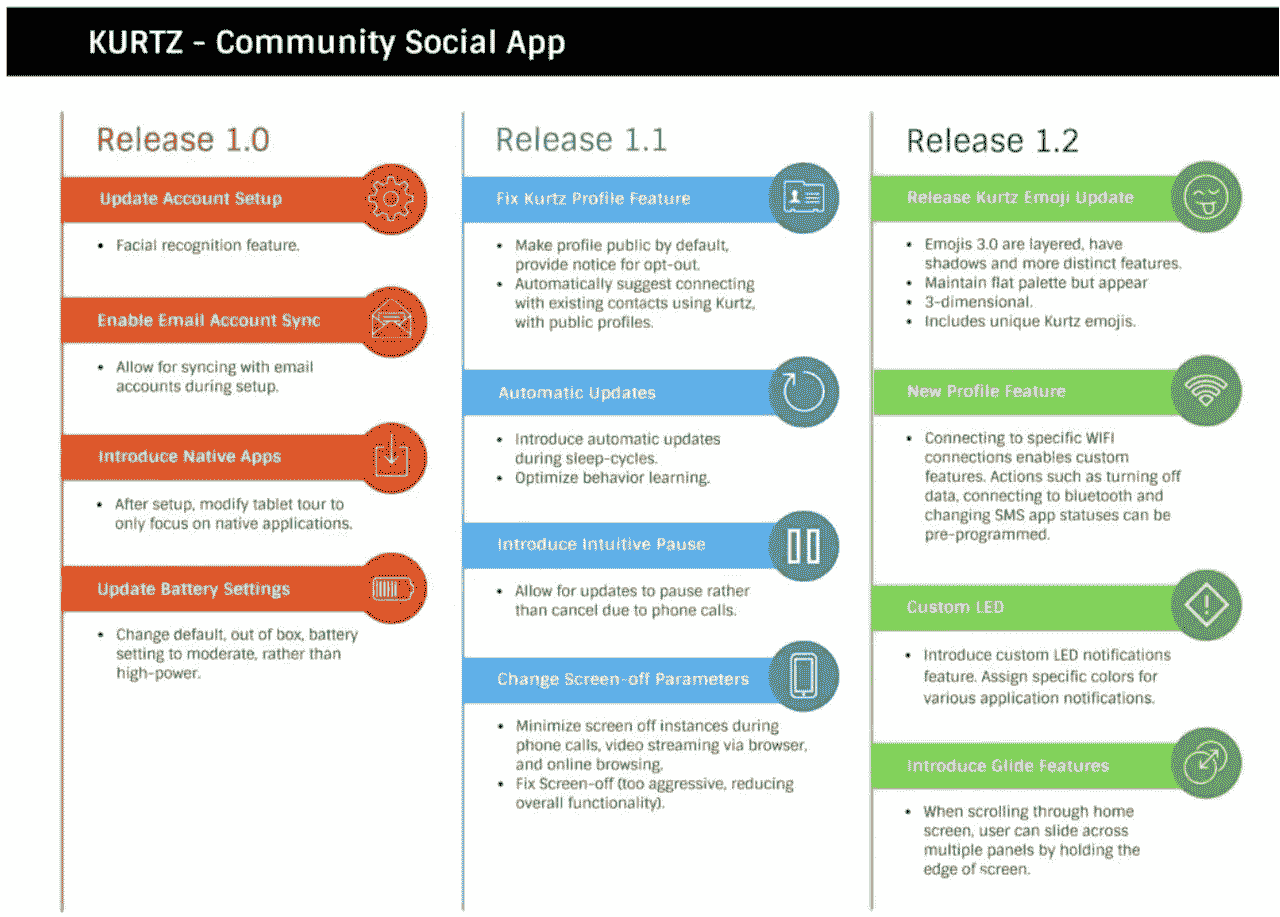 KURTZ - Community Social App
Release 1.0
Update Account Setup
• Facial recognition feature.
Enable Email Account Sync
• Allow for syncing with email
accounts during setup.
Introduce Native Apps
• After setup, modify tablet tour to
only focus on native applications.
Update Battery Settings
• Change default, out of box, battery
setting to moderate, rather than
high-power.
Release 1.1
Fix Kurtz Profile Feature
• Make profile public by default,
provide notice for opt-out.
• Automatically suggest connecting
with existing contacts using Kurtz,
with public profiles.
Automatic Updates
• Introduce automatic updates
during sleep-cycles.
• Optimize behavior learning.
Introduce Intuitive Pause
• Allow for updates to pause rather
than cancel due to phone calls.
Change Screen-off Parameters
• Minimize screen off instances during
phone calls, video streaming via browser,
and online browsing.
• Fix Screen-off (too aggressive, reducing
overall functionality).
Release 1.2
Release Kurtz Emoji Update
• Emojis 3.0 are layered, have
shadows and more distinct features.
• Maintain flat palette but appear
• 3-dimensional.
• Includes unique Kurtz emojis.
New Profile Feature
• Connecting to specific WIFI
connections enables custom
features. Actions such as turning off
data, connecting to bluetooth and
changing SMS app statuses can be
pre-programmed.
Custom LED
• Introduce custom LED notifications
feature. Assign specific colors for
various application notifications.
Introduce Glide Features
• When scrolling through home
screen, user can slide across
multiple panels by holding the
edge of screen.